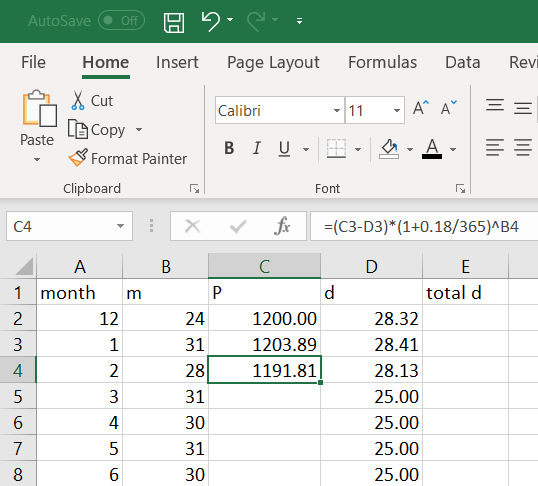 AutoSave Off
File Home Insert Page Layout Formulas Data Revi
Paste
Cut
Copy
Format Painter
Clipboard
Calibri 11 A A
B I U A
Font
C4 fx =(C3-D3)*(1+0.18/365)^B4
A B C D E
1 month m P d total d
2 12 24 1200.00 28.32
3 1 31 1203.89 28.41
4 2 28 1191.81 28.13
5 3 31 25.00
6 4 30 25.00
7 5 31 25.00
8 6 30 25.00